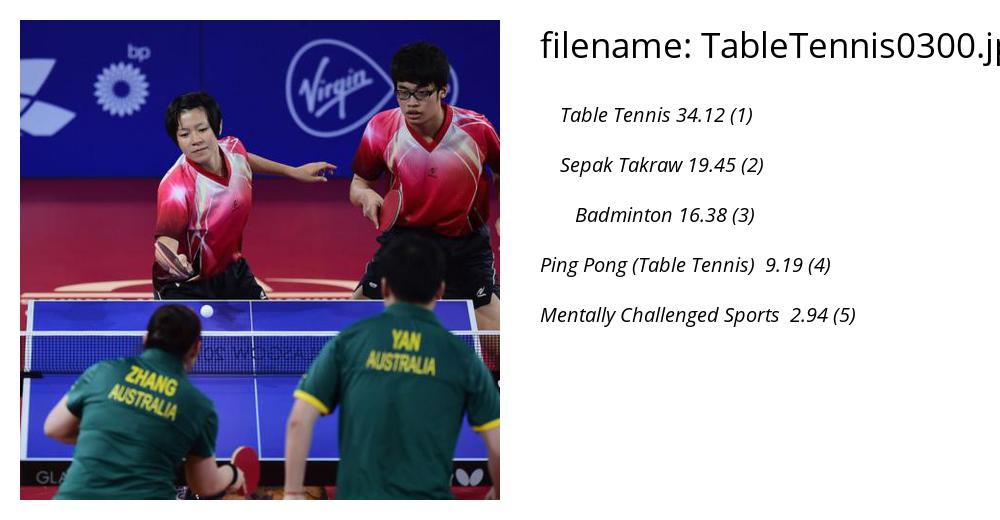 filename: TableTennis0300.j
Table Tennis 34.12 (1)
Sepak Takraw 19.45 (2)
Badminton 16.38 (3)
Ping Pong (Table Tennis) 9.19 (4)
Mentally Challenged Sports 2.94 (5)
bp
Virgin
YAN
AUSTRALIA
ZHANG
AUSTRALIA
GLA